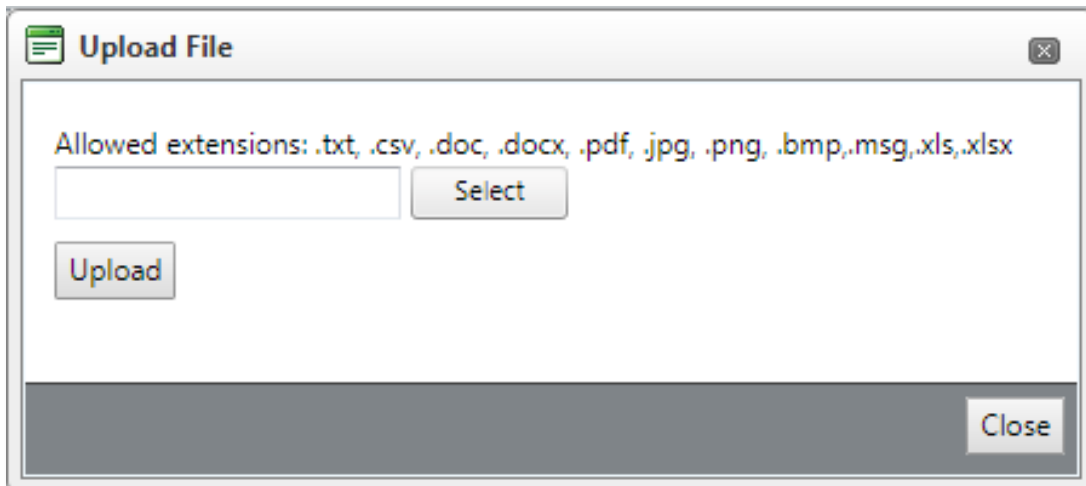 Upload File
Allowed extensions: .txt, .csv, .doc, .docx, .pdf, .jpg, .png, .bmp,.msg,.xls,.xlsx
Select
Upload
Close